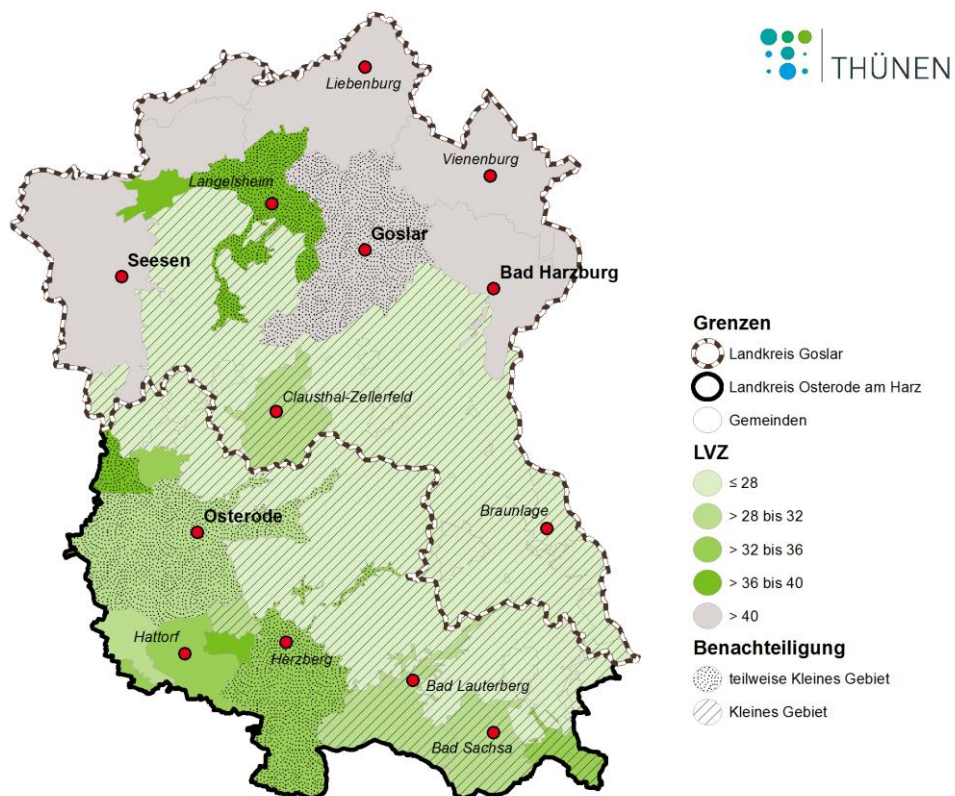 THÜNEN
Liebenburg
Vienenburg
Langelsheim
Goslar
Seesen
Bad Harzburg
Clausthal-Zellerfeld
Braunlage
Osterode
Hattorf
Herzberg
Bad Lauterberg
Bad Sachsa
Grenzen
Landkreis Goslar
Landkreis Osterode am Harz
Gemeinden
LVZ
≤ 28
> 28 bis 32
> 32 bis 36
> 36 bis 40
> 40
Benachteiligung
teilweise Kleines Gebiet
Kleines Gebiet